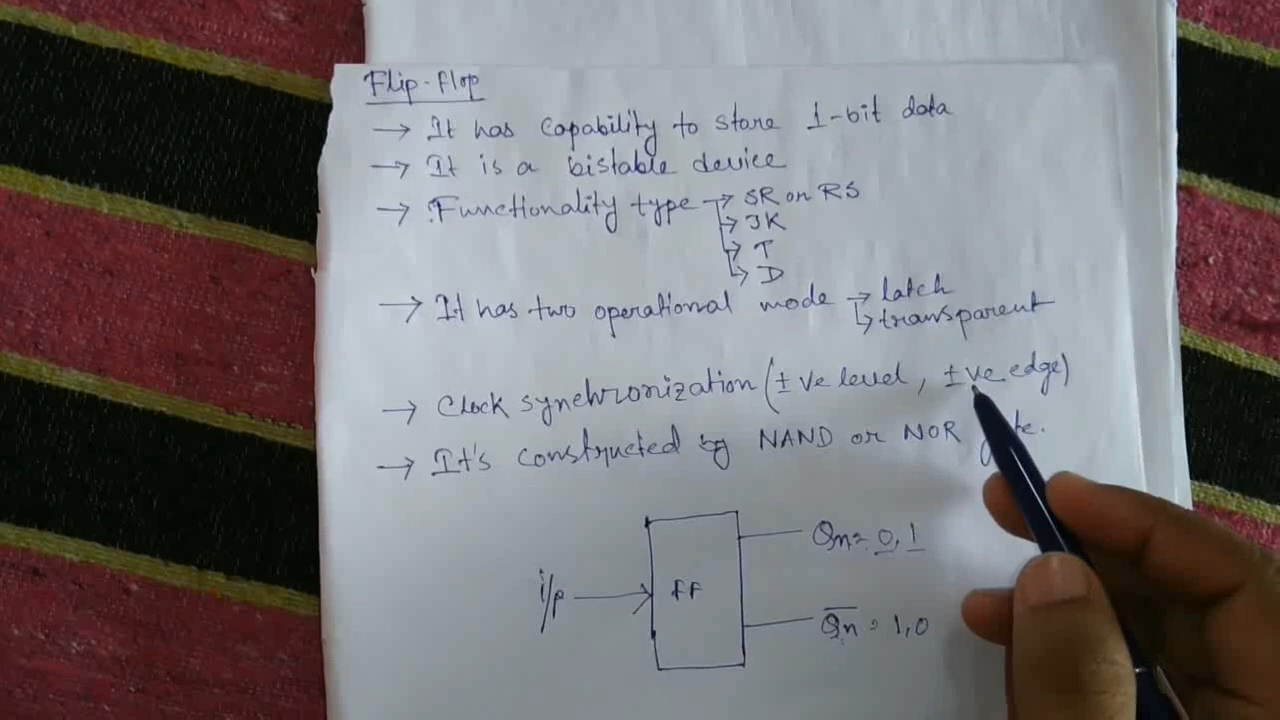 Flip-flop
→ It has capability to store 1-bit data
→ It is a bistable device
→ Functionality type → SR or RS
→ JK
→ T
→ D
→ It has two operational mode → latch
→ transparent
→ Clock synchronization (± ve level, ± ve edge)
→ It's constructed by NAND or NOR gate.
i/p → FF
Qn = 0, 1
Q̅n̅ = 1, 0